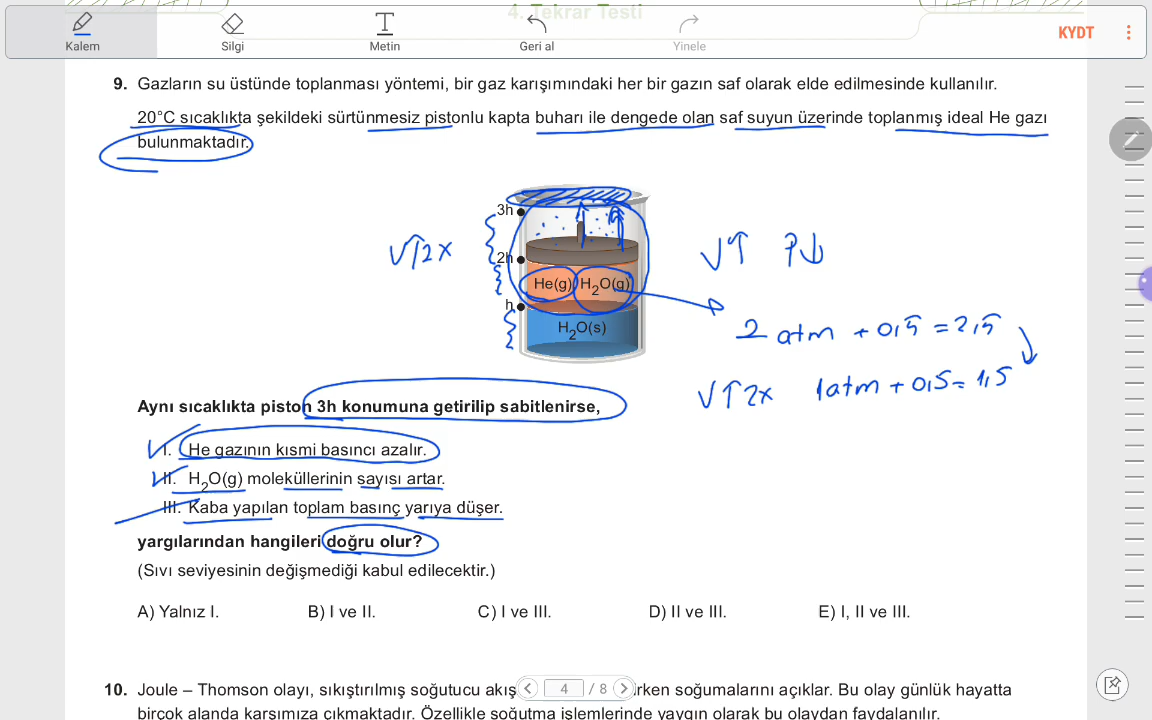 4. Tekrar Testi
Kalem
Silgi
Metin
Geri al
Yinele
KYDT
9. Gazların su üstünde toplanması yöntemi, bir gaz karışımındaki her bir gazın saf olarak elde edilmesinde kullanılır.
20°C sıcaklıkta şekildeki sürtünmesiz pistonlu kapta buharı ile dengede olan saf suyun üzerinde toplanmış ideal He gazı
bulunmaktadır.
3h
2h
h
He(g) H2O(g)
H2O(s)
V↑2x
V↑ P↓
2 atm + 0,5 = 2,5
V↑2x 1atm + 0,5 = 1,5
Aynı sıcaklıkta piston 3h konumuna getirilip sabitlenirse,
I. He gazının kısmi basıncı azalır.
II. H2O(g) moleküllerinin sayısı artar.
III. Kaba yapılan toplam basınç yarıya düşer.
yargılarından hangileri doğru olur?
(Sıvı seviyesinin değişmediği kabul edilecektir.)
A) Yalnız I. B) I ve II. C) I ve III. D) II ve III. E) I, II ve III.
10. Joule – Thomson olayı, sıkıştırılmış soğutucu akış
4 / 8
rken soğumalarını açıklar. Bu olay günlük hayatta
birçok alanda karşımıza çıkmaktadır. Özellikle soğutma işlemlerinde yaygın olarak bu olaydan faydalanılır.